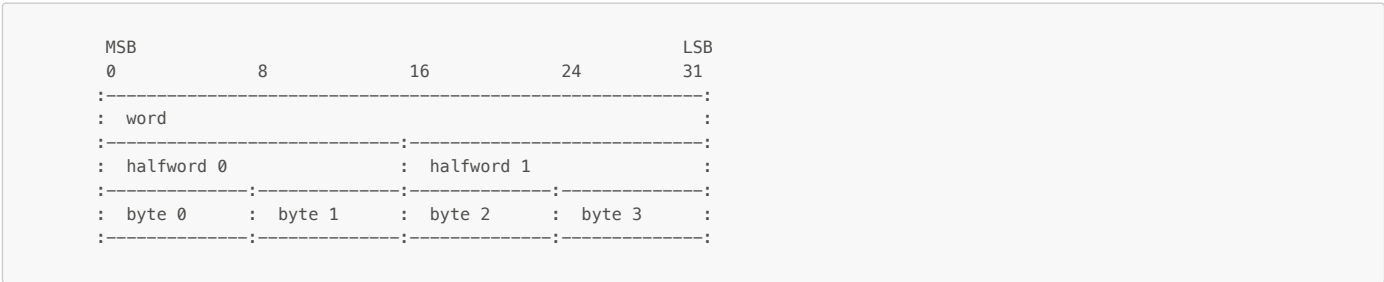 MSB LSB
0 8 16 24 31
:-----------------------------------------------------------:
: word :
:-----------------------------:-----------------------------:
: halfword 0 : halfword 1 :
:--------------:--------------:--------------:--------------:
: byte 0 : byte 1 : byte 2 : byte 3 :
:--------------:--------------:--------------:--------------: